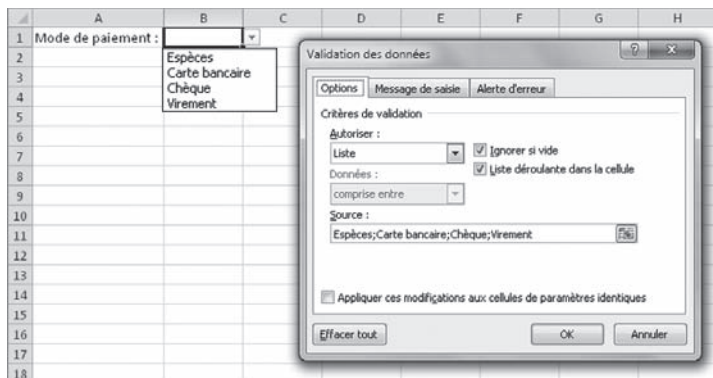 A B C D E F G H
1 Mode de paiement :
2 Espèces
3 Carte bancaire
4 Chèque
Virement
5
6
7
8
9
10
11
12
13
14
15
16
17
18
Validation des données
Options Message de saisie Alerte d'erreur
Critères de validation
Autoriser :
Liste Ignorer si vide
Données : Liste déroulante dans la cellule
comprise entre
Source :
Espèces;Carte bancaire;Chèque;Virement
Appliquer ces modifications aux cellules de paramètres identiques
Effacer tout OK Annuler